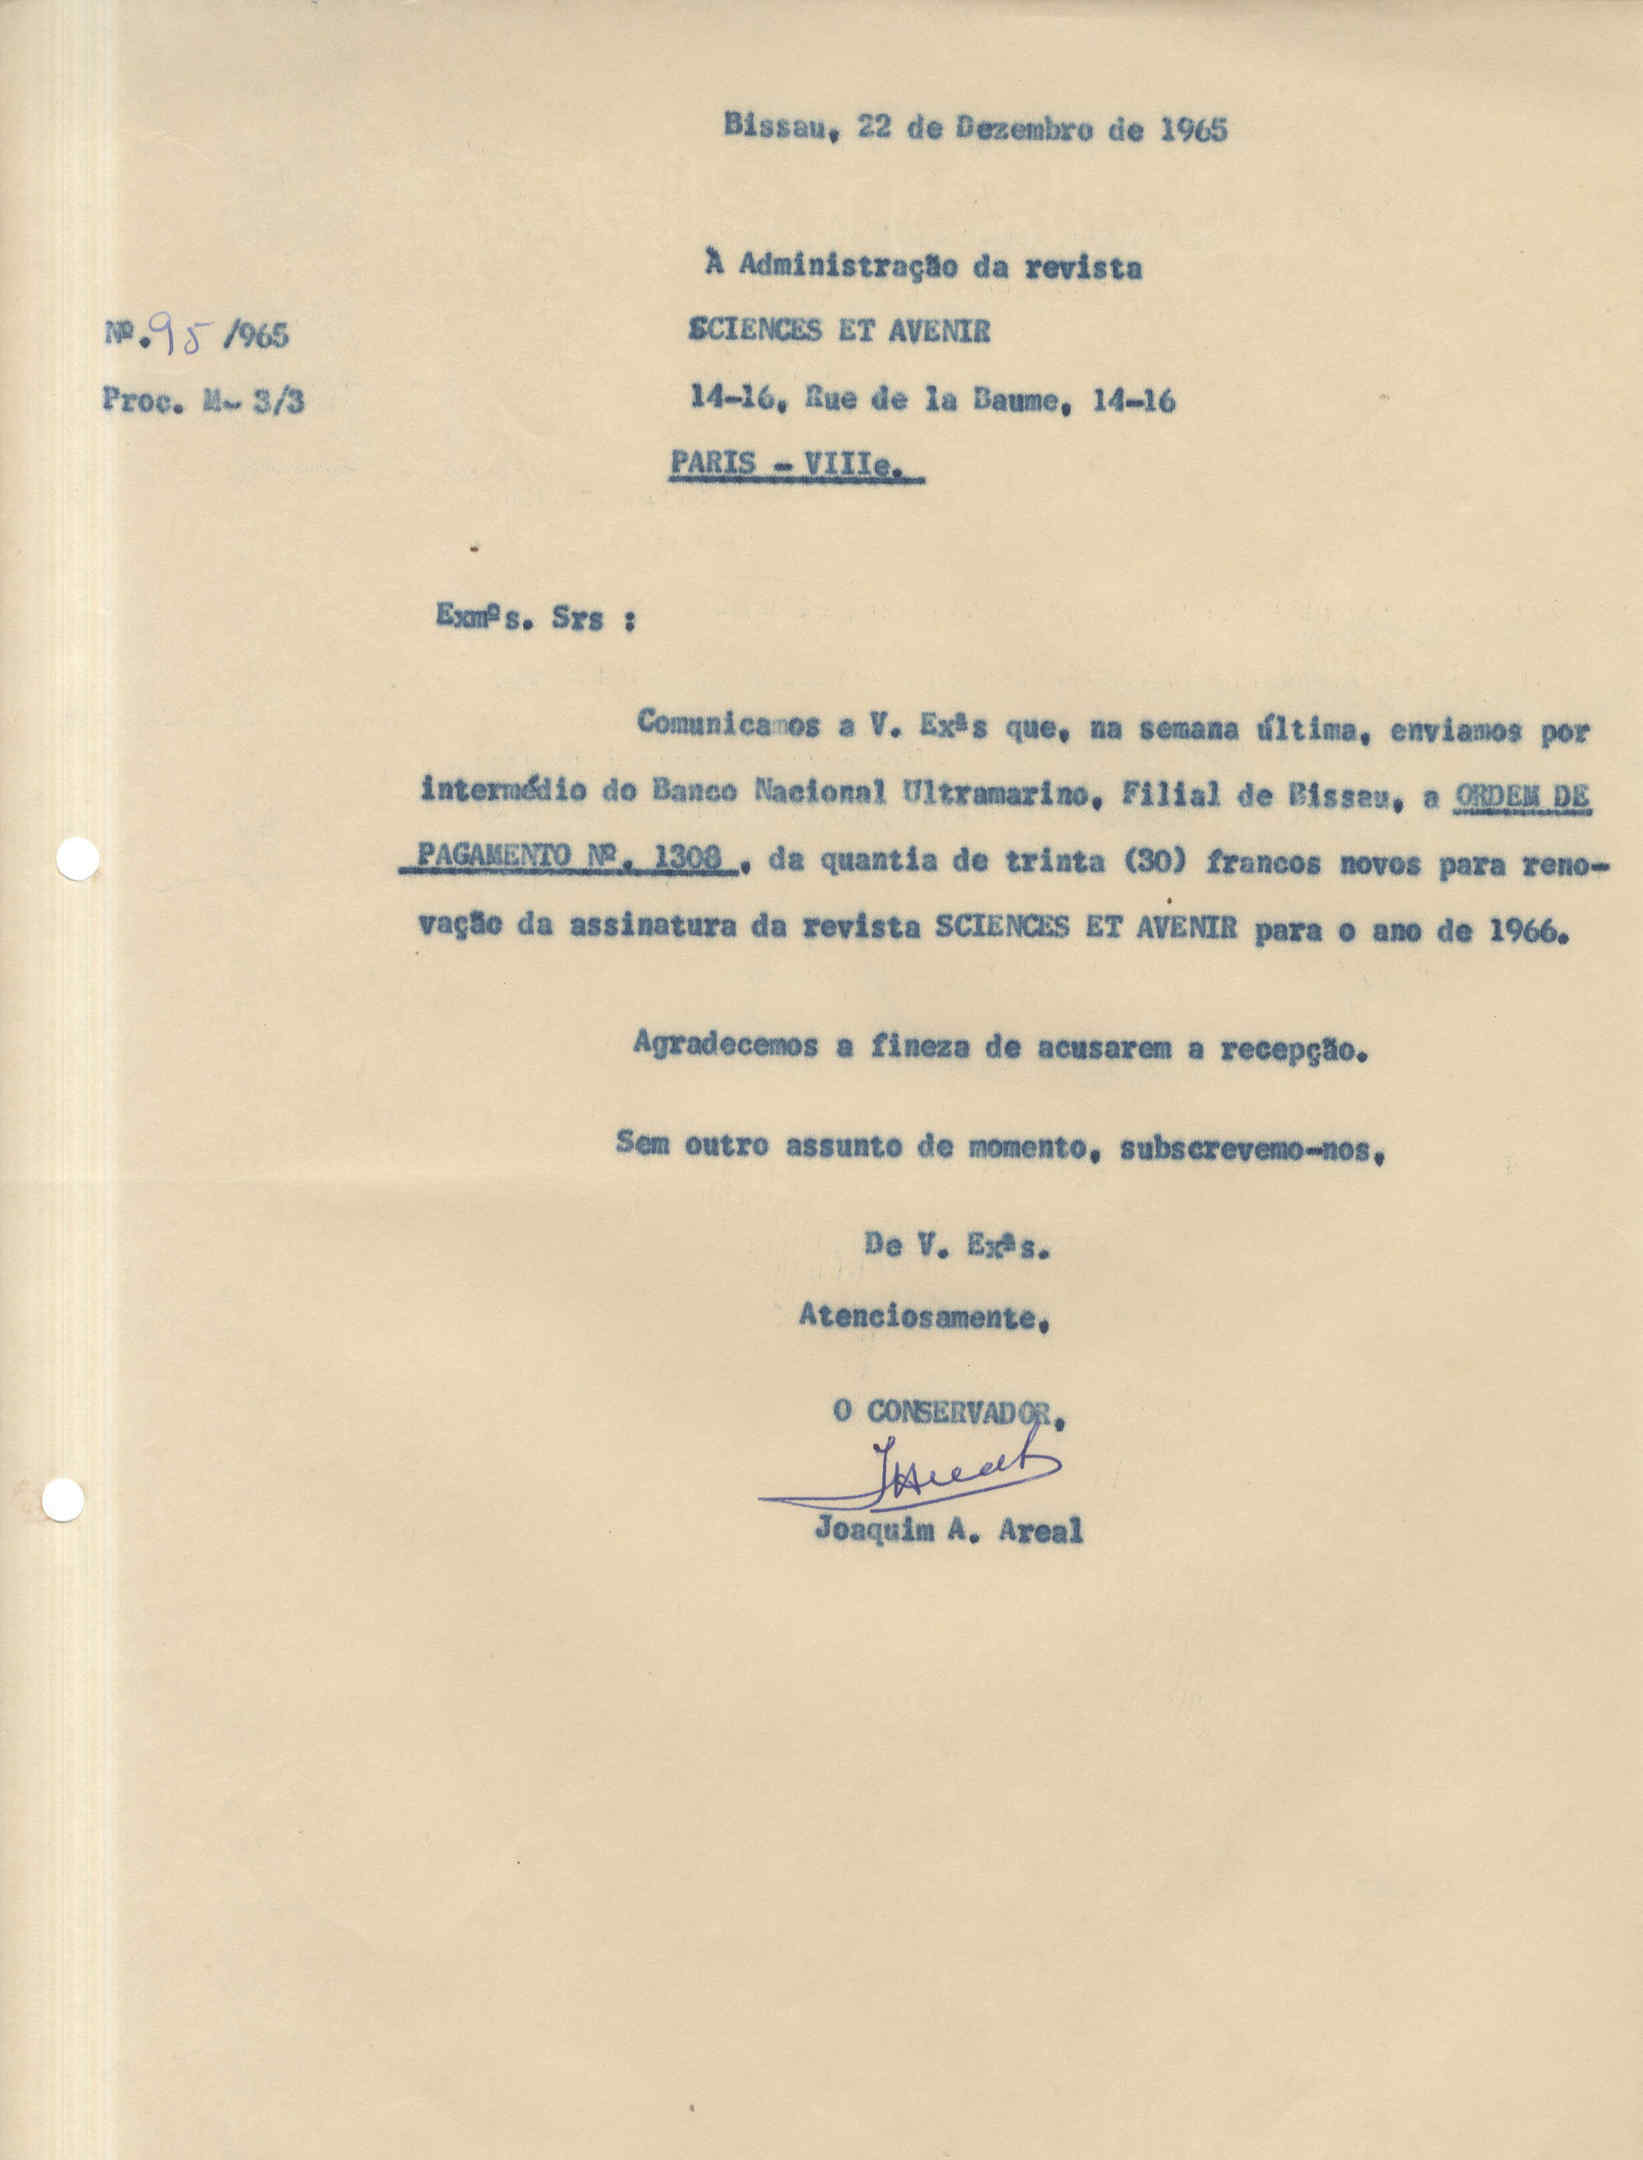 Bissau, 22 de Dezembro de 1965
À Administração da revista
Nº.95/965
SCIENCES ET AVENIR
Proc. M- 3/3
14-16, Rue de la Baume, 14-16
PARIS - VIIIe.
Exmºs. Srs :
Comunicamos a V. Exªs que, na semana última, enviamos por
intermédio do Banco Nacional Ultramarino, Filial de Bissau, a ORDEM DE
PAGAMENTO Nº. 1308, da quantia de trinta (30) francos novos para reno-
vação da assinatura da revista SCIENCES ET AVENIR para o ano de 1966.
Agradecemos a fineza de acusarem a recepção.
Sem outro assunto de momento, subscrevemo-nos,
De V. Exªs.
Atenciosamente,
O CONSERVADOR,
JAreal
Joaquim A. Areal